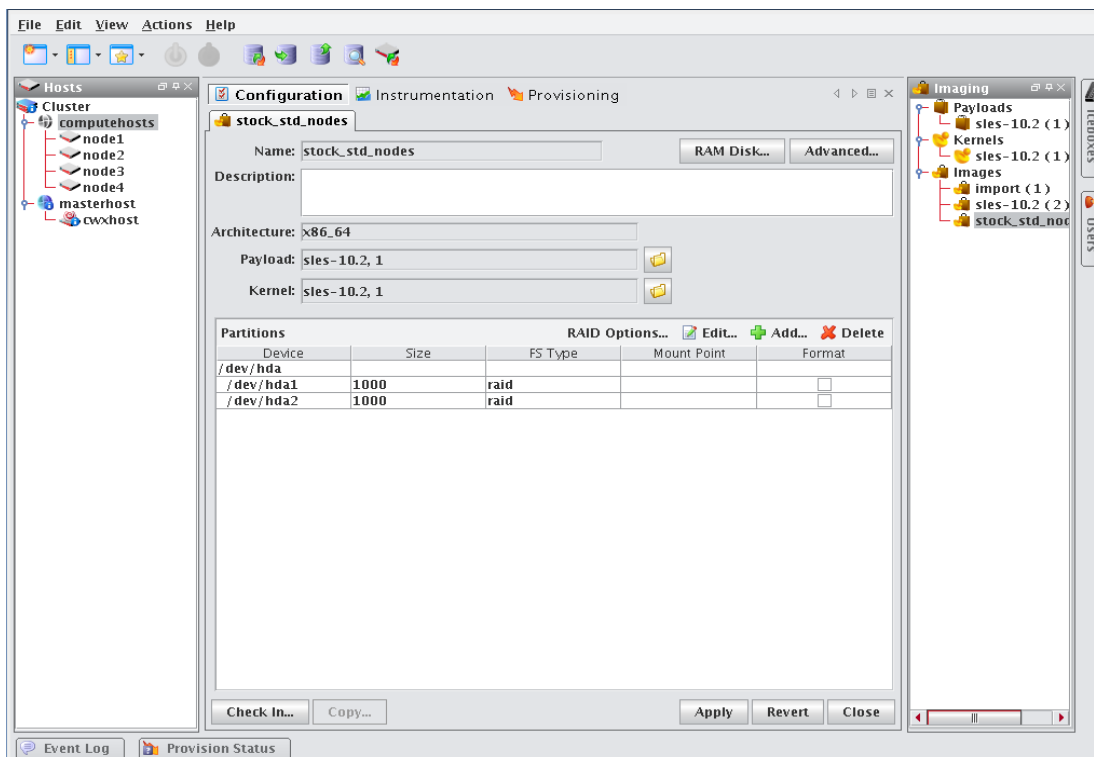 File Edit View Actions Help
Hosts
Cluster
computehosts
node1
node2
node3
node4
masterhost
cwxhost
Configuration Instrumentation Provisioning
stock_std_nodes
Name: stock_std_nodes RAM Disk... Advanced...
Description:
Architecture: x86_64
Payload: sles-10.2, 1
Kernel: sles-10.2, 1
Partitions RAID Options... Edit... Add... Delete
Device Size FS Type Mount Point Format
/dev/hda
/dev/hda1 1000 raid
/dev/hda2 1000 raid
Check In... Copy... Apply Revert Close
Imaging
Payloads
sles-10.2 (1)
Kernels
sles-10.2 (1)
Images
import (1)
sles-10.2 (2)
stock_std_nod
Iceboxes
Users
Event Log Provision Status